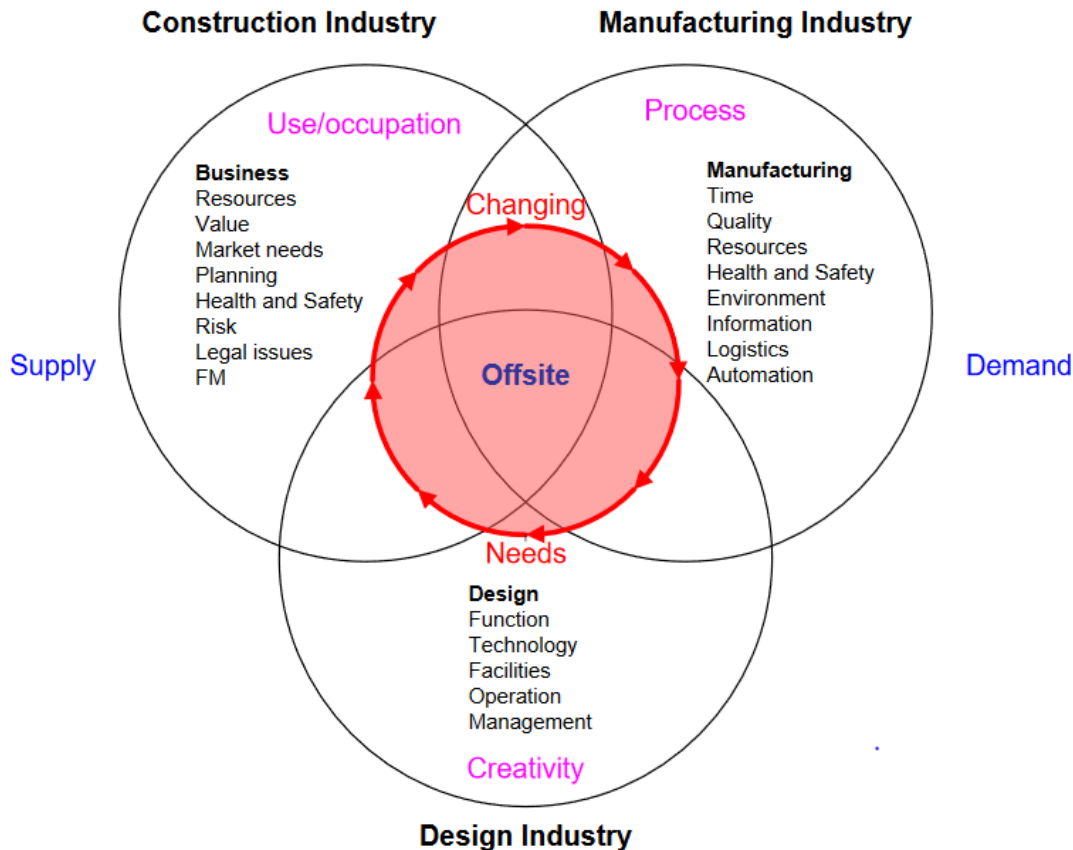 Construction Industry
Manufacturing Industry
Use/occupation
Process
Business
Resources
Value
Market needs
Planning
Health and Safety
Risk
Legal issues
FM
Manufacturing
Time
Quality
Resources
Health and Safety
Environment
Information
Logistics
Automation
Changing
Supply
Offsite
Demand
Needs
Design
Function
Technology
Facilities
Operation
Management
Creativity
Design Industry